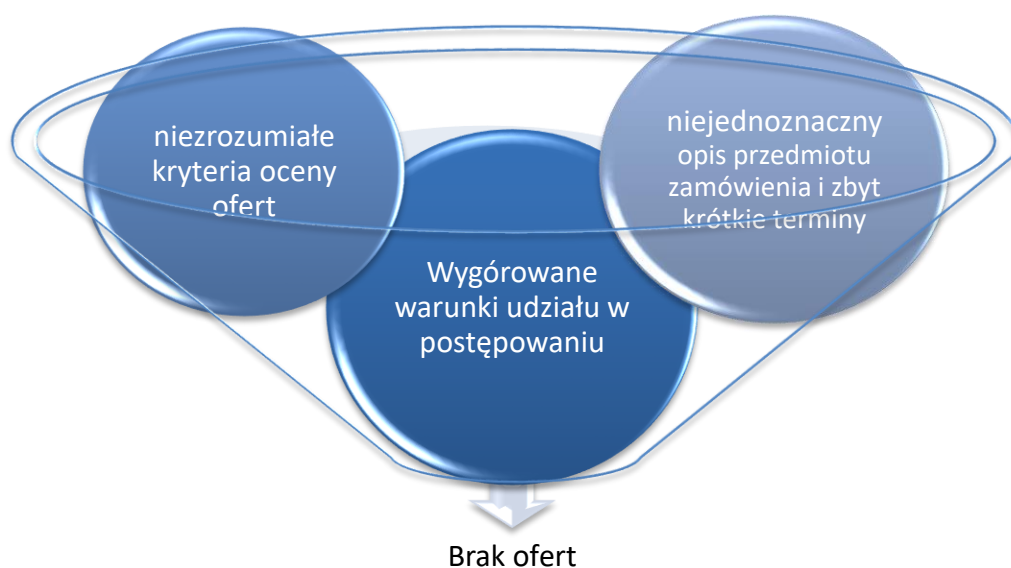 niezrozumiałe
kryteria oceny
ofert
niejednoznaczny
opis przedmiotu
zamówienia i zbyt
krótkie terminy
Wygórowane
warunki udziału w
postępowaniu
Brak ofert